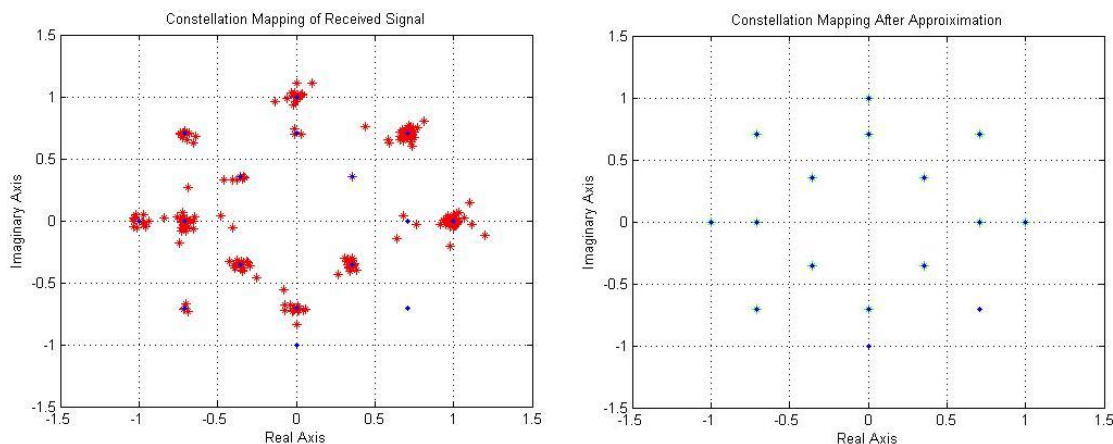 Constellation Mapping of Received Signal
1.5
1
0.5
0
-0.5
-1
-1.5
-1.5 -1 -0.5 0 0.5 1 1.5
Imaginary Axis
Real Axis
Constellation Mapping After Approiximation
1.5
1
0.5
0
-0.5
-1
-1.5
-1.5 -1 -0.5 0 0.5 1 1.5
Imaginary Axis
Real Axis